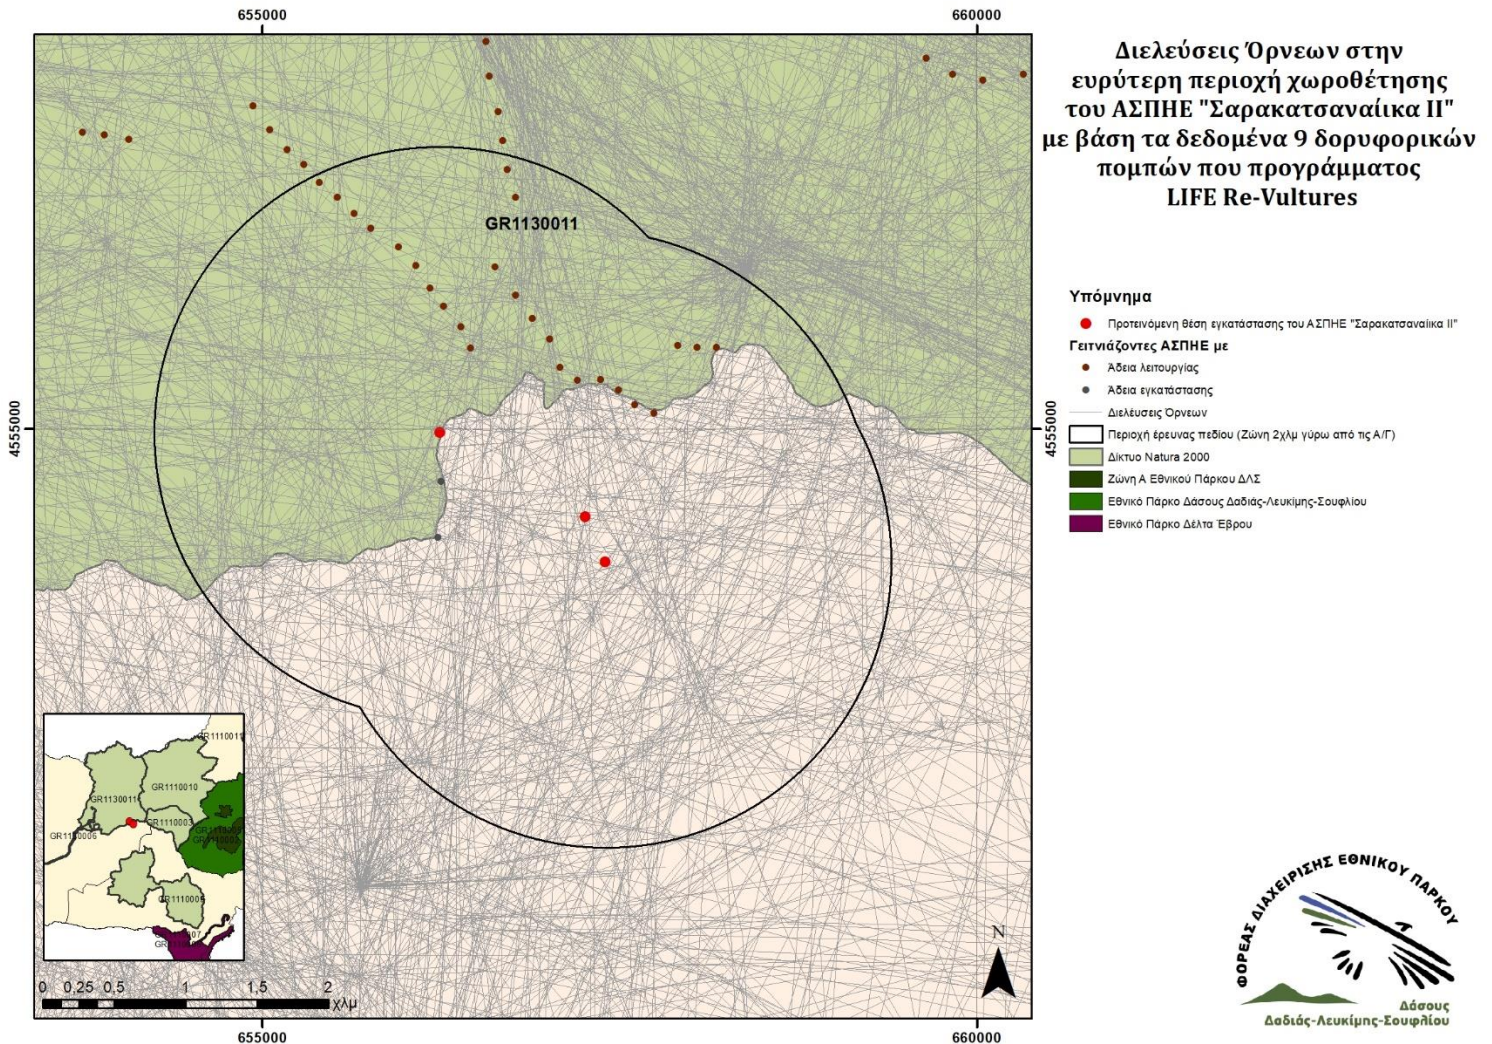 655000
660000
Διελεύσεις Όρνεων στην
ευρύτερη περιοχή χωροθέτησης
του ΑΣΠΗΕ "Σαρακατσαναίικα ΙΙ"
με βάση τα δεδομένα 9 δορυφορικών
πομπών που προγράμματος
LIFE Re-Vultures
GR1130011
Υπόμνημα
Προτεινόμενη θέση εγκατάστασης του ΑΣΠΗΕ "Σαρακατσαναίικα ΙΙ"
Γειτνιάζοντες ΑΣΠΗΕ με
Άδεια λειτουργίας
Άδεια εγκατάστασης
Διελέυσεις Όρνεων
Περιοχή έρευνας πεδίου (Ζώνη 2χλμ γύρω από τις Α/Γ)
Δίκτυο Natura 2000
Ζώνη Α Εθνικού Πάρκου ΔΛΣ
Εθνικό Πάρκο Δάσους Δαδιάς-Λευκίμης-Σουφλίου
Εθνικό Πάρκο Δέλτα Έβρου
4555000
4555000
GR1110011
GR1110010
GR1130011
GR1110003
GR1130006
N
0 0,25 0,5 1 1,5 2
χλμ
655000
660000
ΦΟΡΕΑΣ ΔΙΑΧΕΙΡΙΣΗΣ ΕΘΝΙΚΟΥ ΠΑΡΚΟΥ
Δάσους
Δαδιάς-Λευκίμης-Σουφλίου